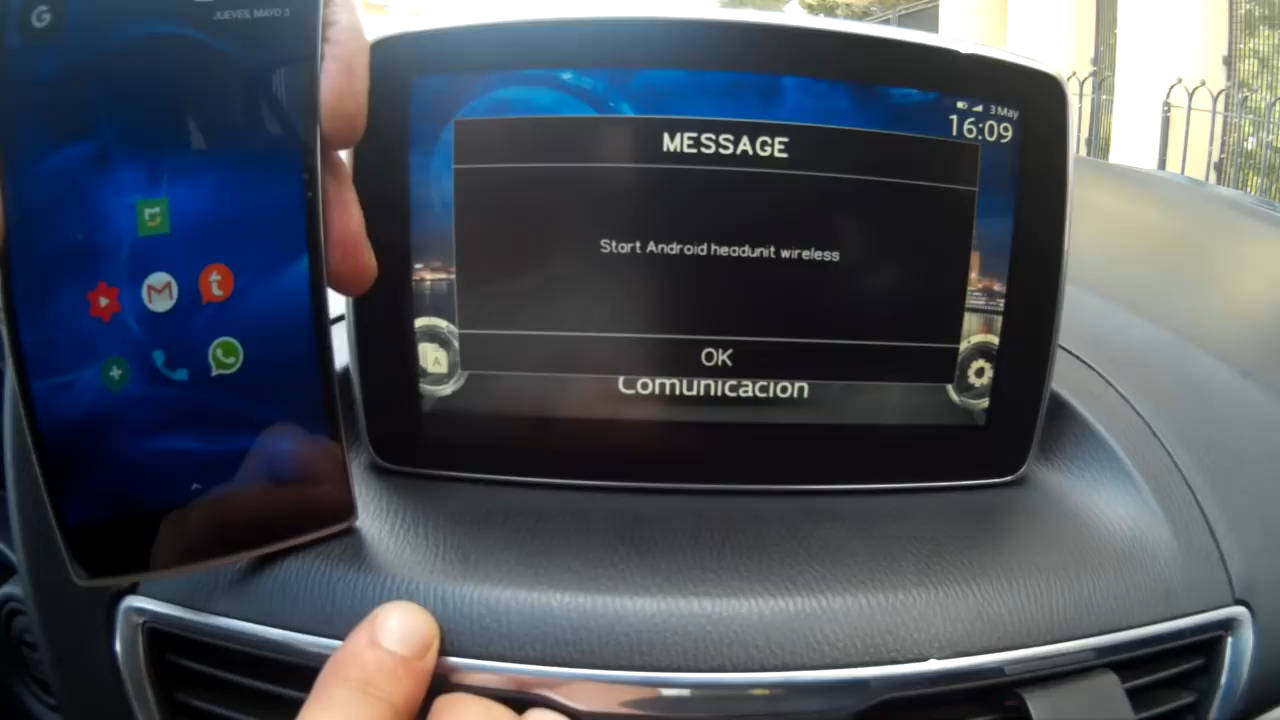 JUEVES, MAYO 3
3 May
16:09
MESSAGE
Start Android headunit wireless
OK
Comunicacion
A
G